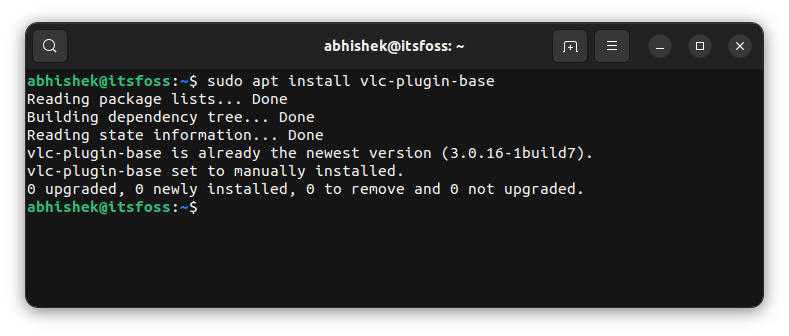 abhishek@itsfoss: ~
abhishek@itsfoss:~$ sudo apt install vlc-plugin-base
Reading package lists... Done
Building dependency tree... Done
Reading state information... Done
vlc-plugin-base is already the newest version (3.0.16-1build7).
vlc-plugin-base set to manually installed.
0 upgraded, 0 newly installed, 0 to remove and 0 not upgraded.
abhishek@itsfoss:~$